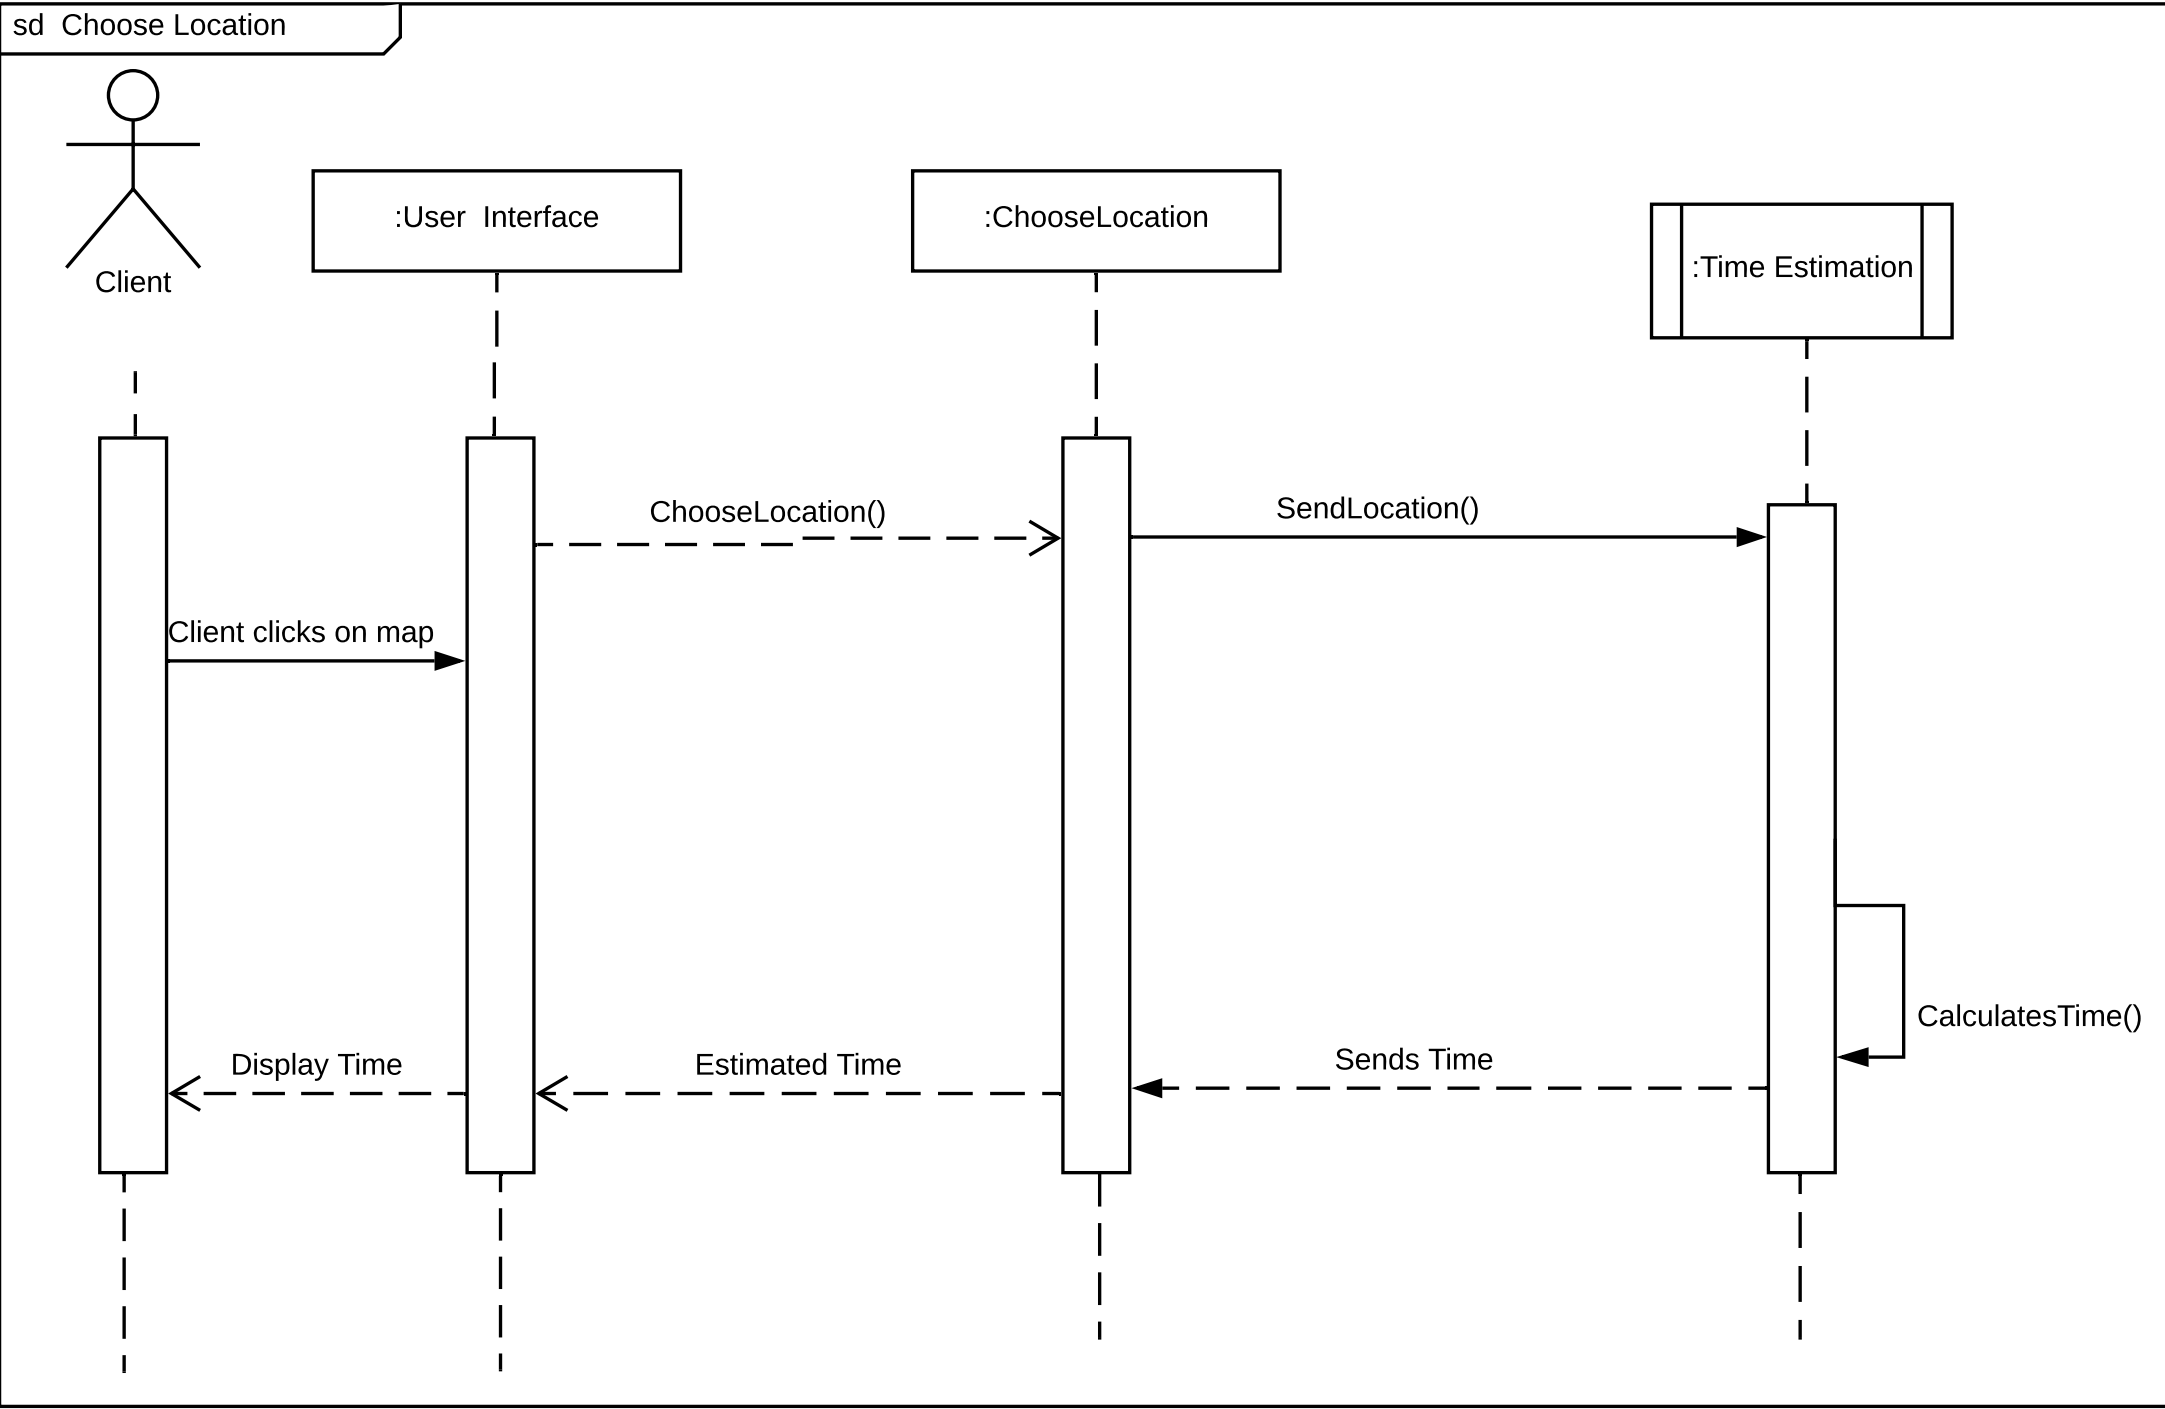 sd  Choose Location
Client
:User  Interface
:ChooseLocation
:Time Estimation
ChooseLocation()
SendLocation()
Client clicks on map
CalculatesTime()
Display Time
Estimated Time
Sends Time